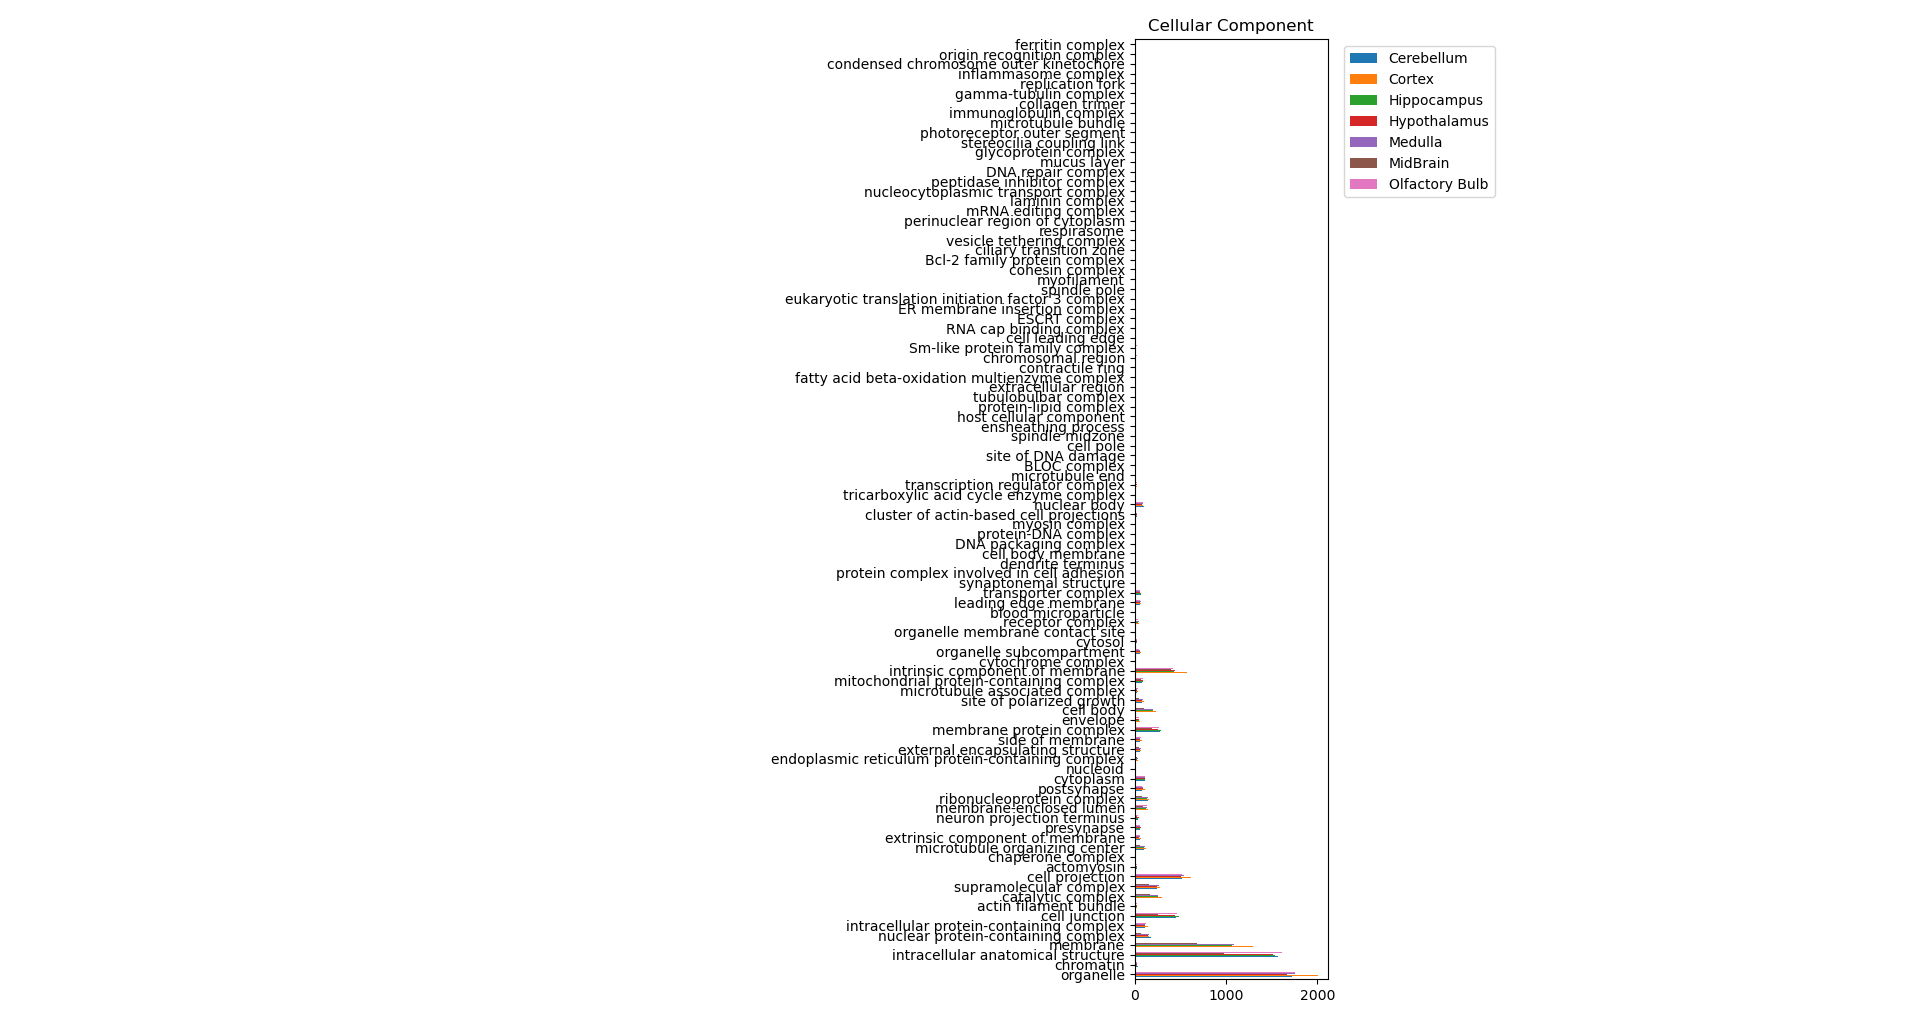 Cellular Component
ferritin complex
origin recognition complex
condensed chromosome outer kinetochore
inflammasome complex
replication fork
gamma-tubulin complex
collagen trimer
immunoglobulin complex
microtubule bundle
photoreceptor outer segment
stereocilia coupling link
glycoprotein complex
mucus layer
DNA repair complex
peptidase inhibitor complex
nucleocytoplasmic transport complex
laminin complex
mRNA editing complex
perinuclear region of cytoplasm
respirasome
vesicle tethering complex
ciliary transition zone
Bcl-2 family protein complex
cohesin complex
myofilament
spindle pole
eukaryotic translation initiation factor 3 complex
ER membrane insertion complex
ESCRT complex
RNA cap binding complex
cell leading edge
Sm-like protein family complex
chromosomal region
contractile ring
fatty acid beta-oxidation multienzyme complex
extracellular region
tubulobulbar complex
protein-lipid complex
host cellular component
ensheathing process
spindle midzone
cell pole
site of DNA damage
BLOC complex
microtubule end
transcription regulator complex
tricarboxylic acid cycle enzyme complex
nuclear body
cluster of actin-based cell projections
myosin complex
protein-DNA complex
DNA packaging complex
cell body membrane
dendrite terminus
protein complex involved in cell adhesion
synaptonemal structure
transporter complex
leading edge membrane
blood microparticle
receptor complex
organelle membrane contact site
cytosol
organelle subcompartment
cytochrome complex
intrinsic component of membrane
mitochondrial protein-containing complex
microtubule associated complex
site of polarized growth
cell body
envelope
membrane protein complex
side of membrane
external encapsulating structure
endoplasmic reticulum protein-containing complex
nucleoid
cytoplasm
postsynapse
ribonucleoprotein complex
membrane-enclosed lumen
neuron projection terminus
presynapse
extrinsic component of membrane
microtubule organizing center
chaperone complex
actomyosin
cell projection
supramolecular complex
catalytic complex
actin filament bundle
cell junction
intracellular protein-containing complex
nuclear protein-containing complex
membrane
intracellular anatomical structure
chromatin
organelle
0 1000 2000
Cerebellum
Cortex
Hippocampus
Hypothalamus
Medulla
MidBrain
Olfactory Bulb